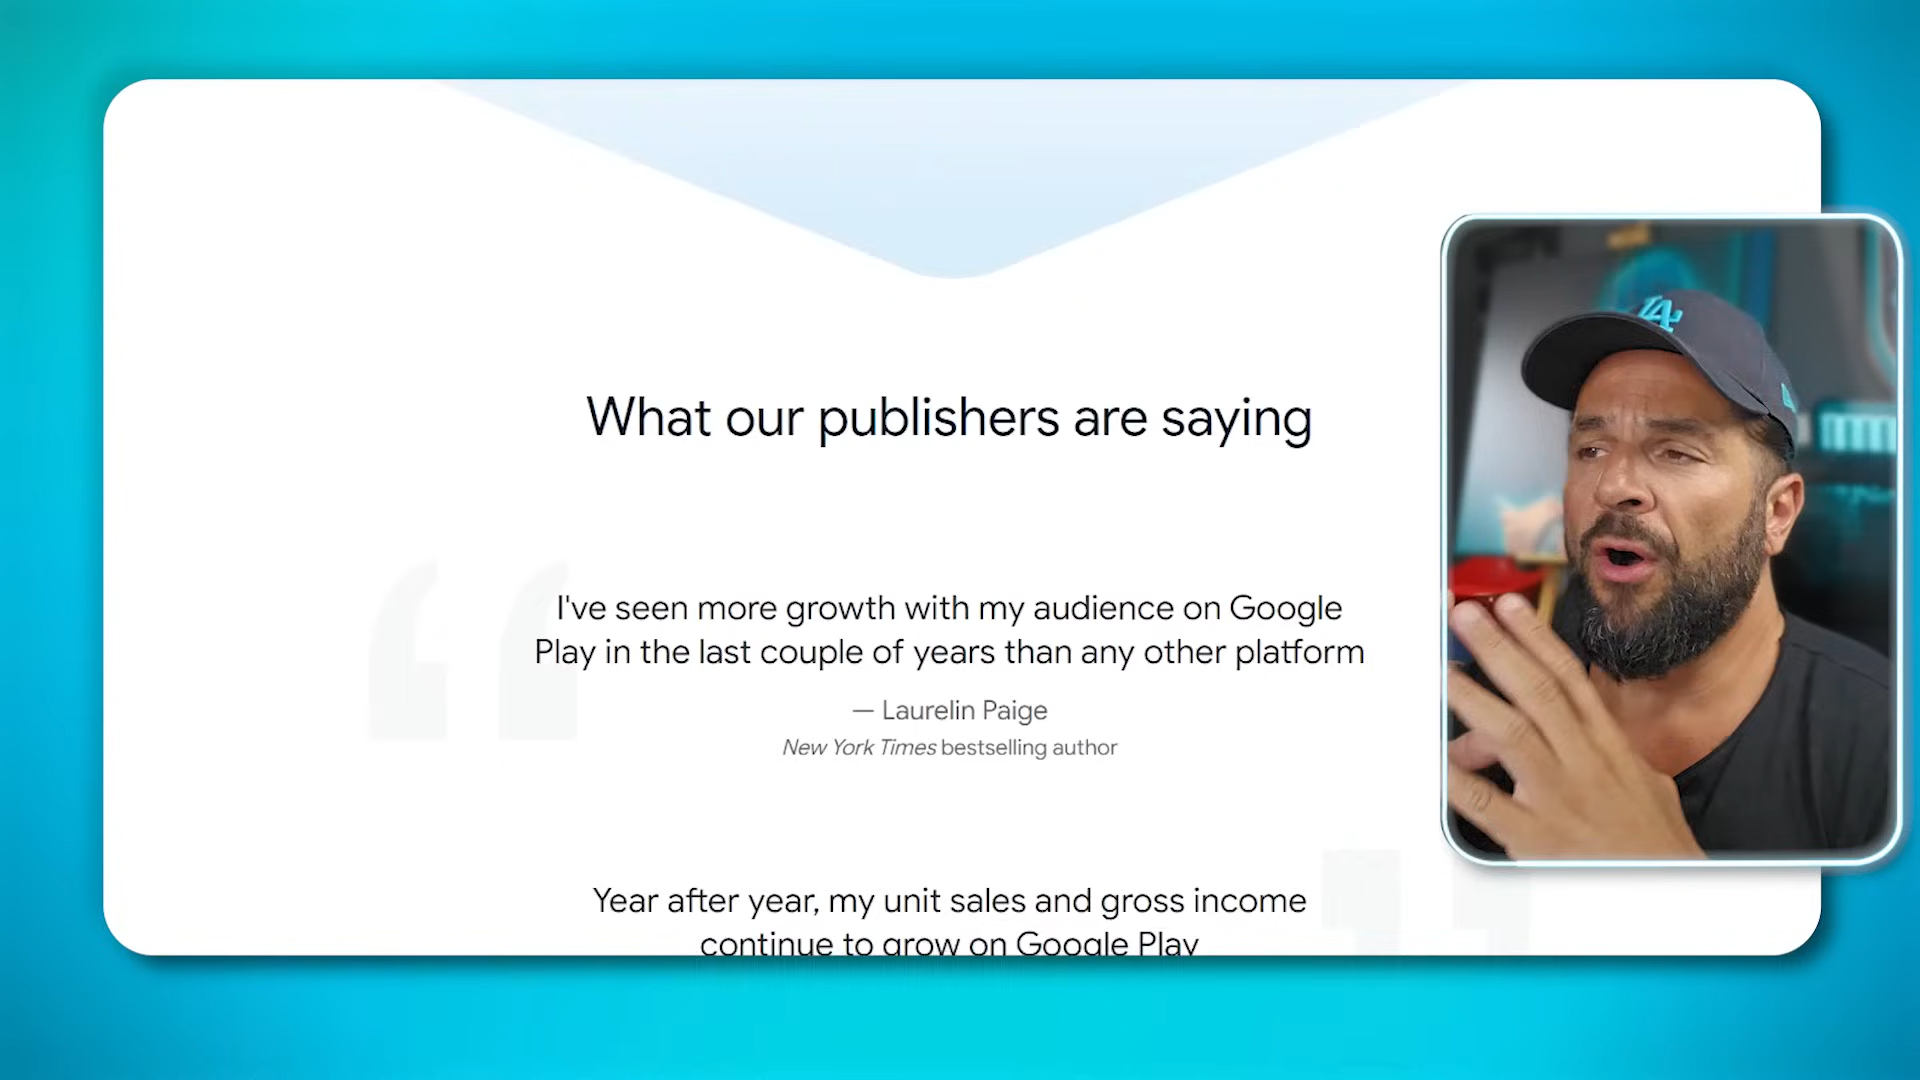 What our publishers are saying
I've seen more growth with my audience on Google
Play in the last couple of years than any other platform
— Laurelin Paige
New York Times bestselling author
Year after year, my unit sales and gross income
continue to grow on Google Play
LA